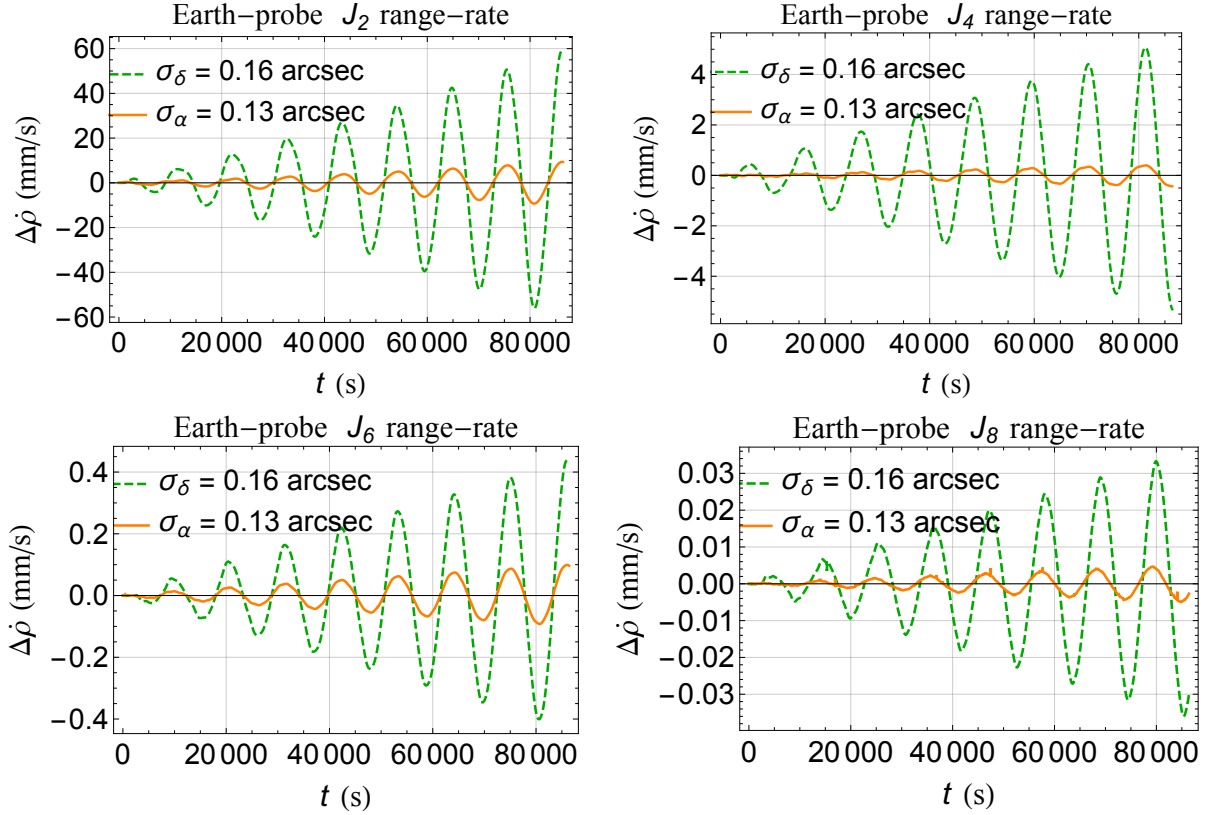 Earth−probe J2 range−rate
σδ = 0.16 arcsec
σα = 0.13 arcsec
60
40
20
0
−20
−40
−60
Δρ̇ (mm/s)
0 20 000 40 000 60 000 80 000
t (s)
Earth−probe J4 range−rate
σδ = 0.16 arcsec
σα = 0.13 arcsec
4
2
0
−2
−4
Δρ̇ (mm/s)
0 20 000 40 000 60 000 80 000
t (s)
Earth−probe J6 range−rate
σδ = 0.16 arcsec
σα = 0.13 arcsec
0.4
0.2
0.0
−0.2
−0.4
Δρ̇ (mm/s)
0 20 000 40 000 60 000 80 000
t (s)
Earth−probe J8 range−rate
σδ = 0.16 arcsec
σα = 0.13 arcsec
0.03
0.02
0.01
0.00
−0.01
−0.02
−0.03
Δρ̇ (mm/s)
0 20 000 40 000 60 000 80 000
t (s)